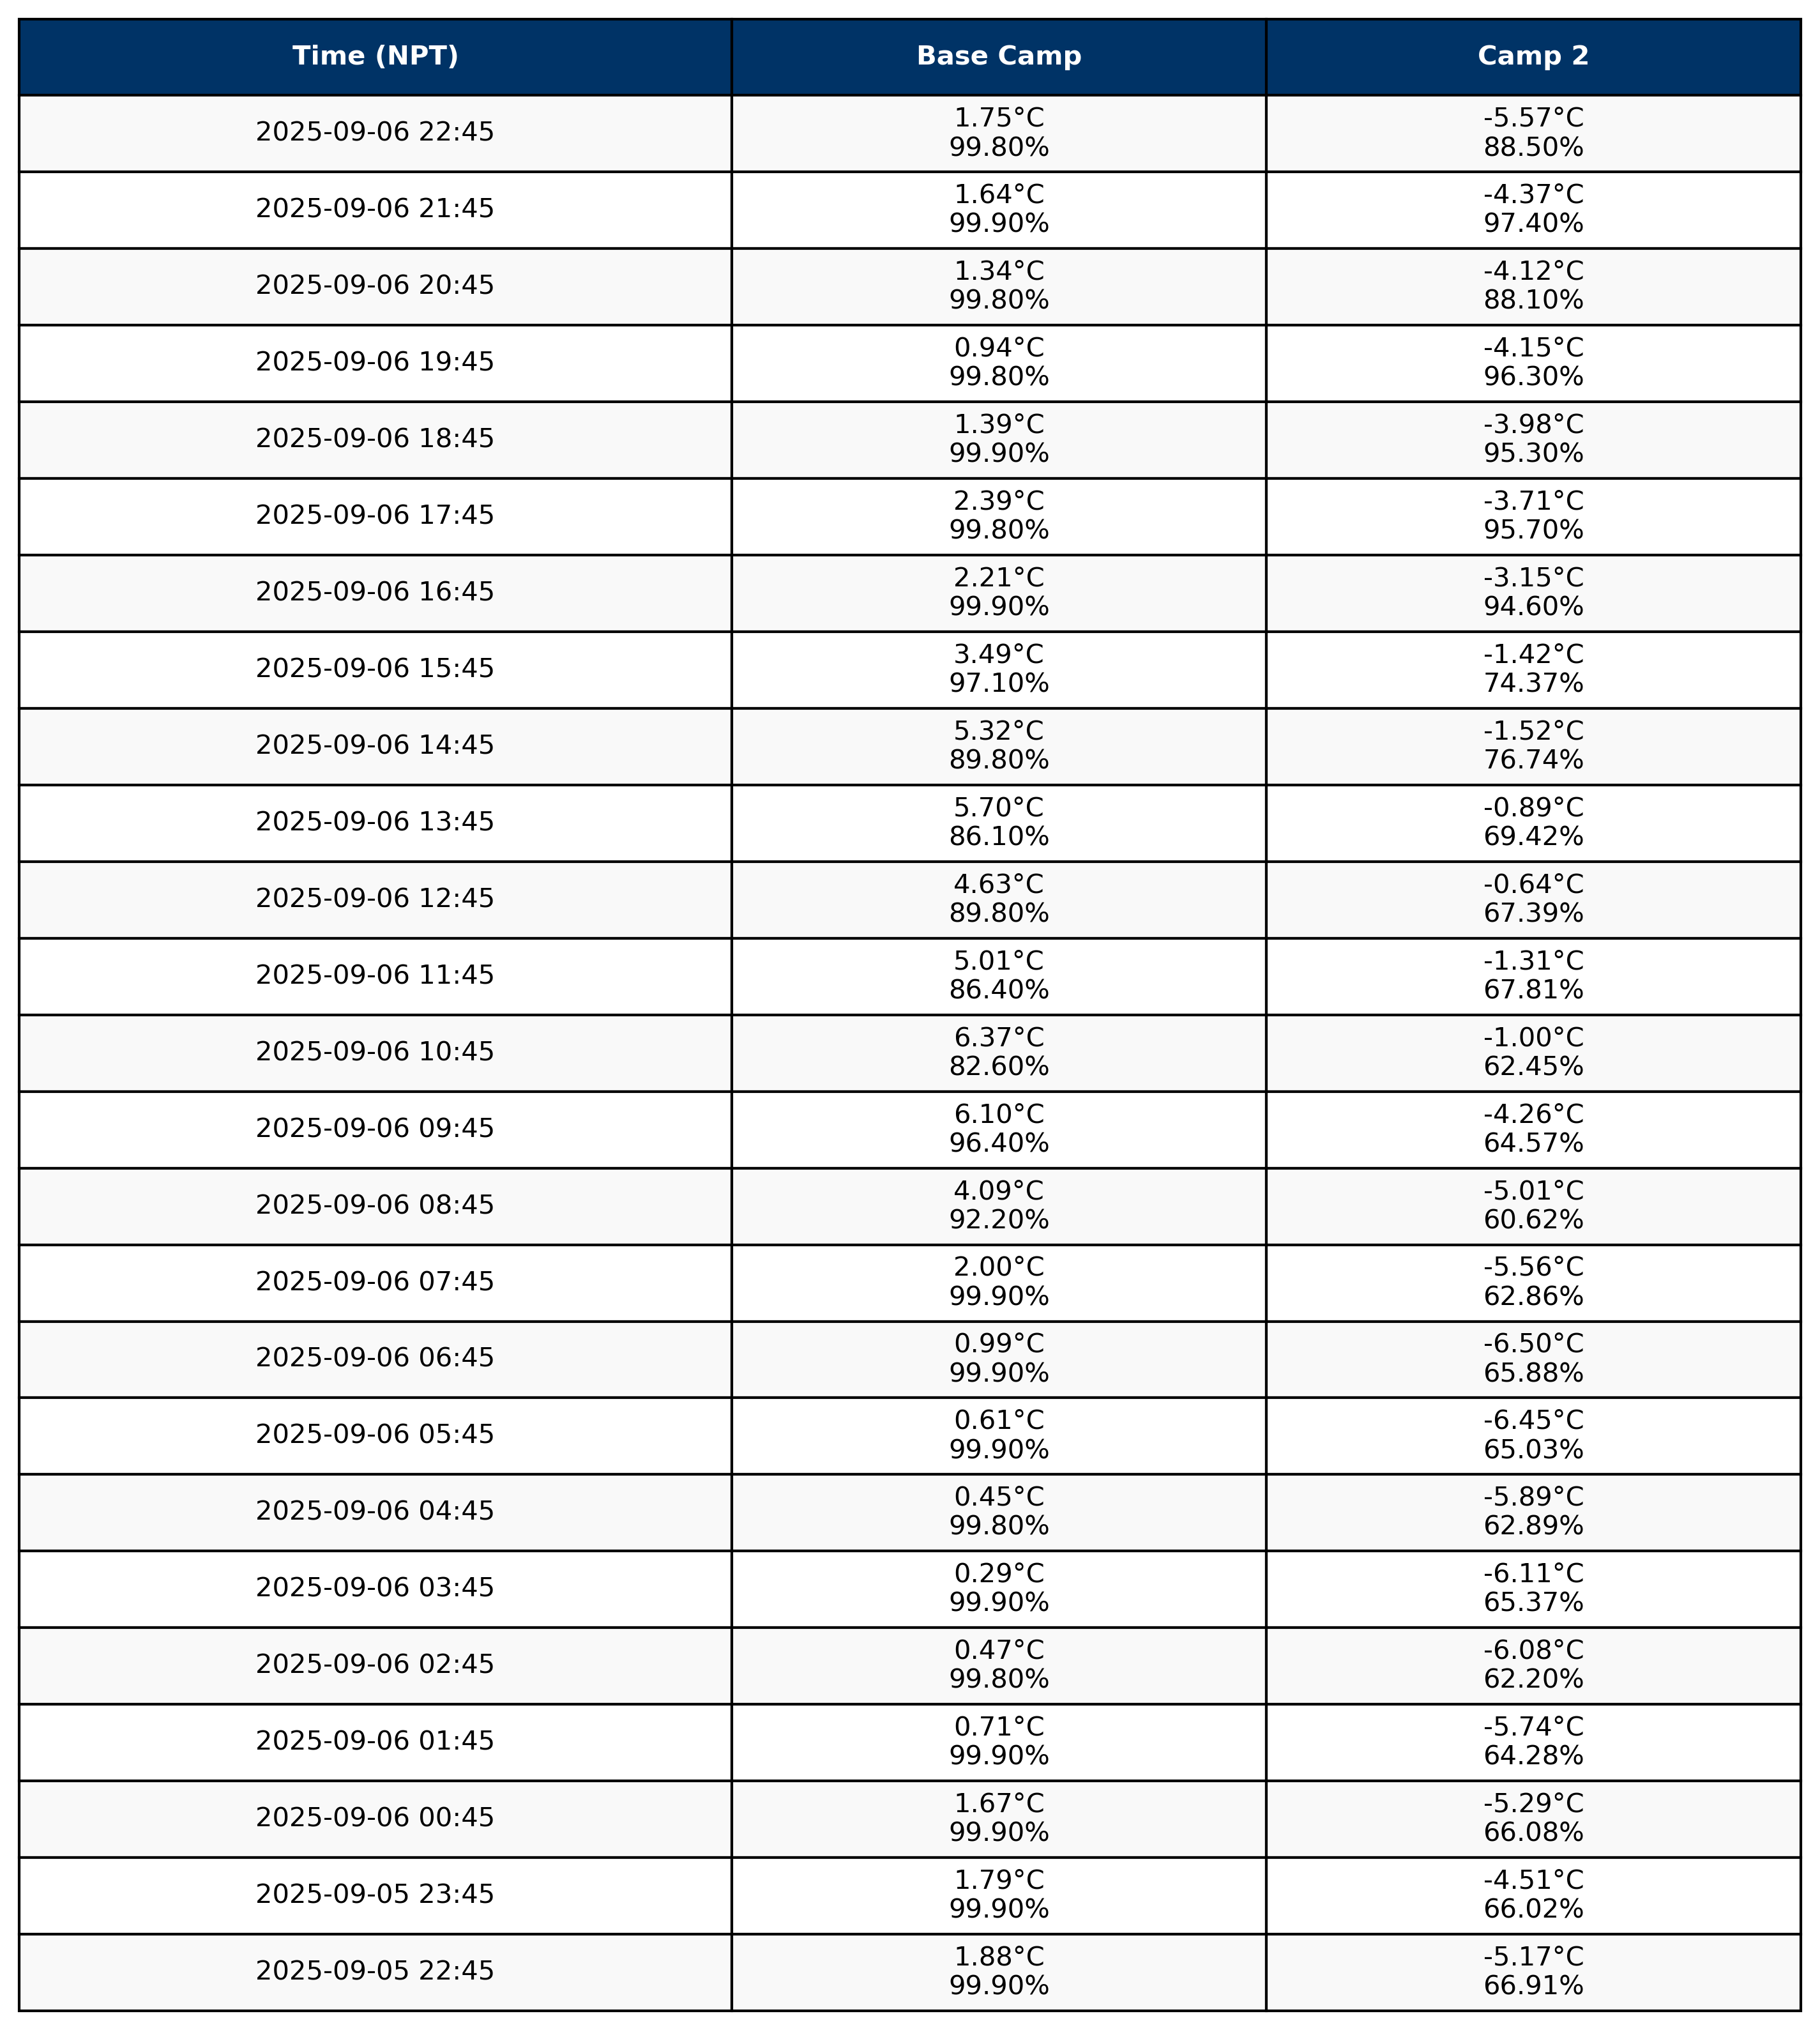 Time (NPT) Base Camp Camp 2
2025-09-06 22:45 1.75°C -5.57°C
99.80% 88.50%
2025-09-06 21:45 1.64°C -4.37°C
99.90% 97.40%
2025-09-06 20:45 1.34°C -4.12°C
99.80% 88.10%
2025-09-06 19:45 0.94°C -4.15°C
99.80% 96.30%
2025-09-06 18:45 1.39°C -3.98°C
99.90% 95.30%
2025-09-06 17:45 2.39°C -3.71°C
99.80% 95.70%
2025-09-06 16:45 2.21°C -3.15°C
99.90% 94.60%
2025-09-06 15:45 3.49°C -1.42°C
97.10% 74.37%
2025-09-06 14:45 5.32°C -1.52°C
89.80% 76.74%
2025-09-06 13:45 5.70°C -0.89°C
86.10% 69.42%
2025-09-06 12:45 4.63°C -0.64°C
89.80% 67.39%
2025-09-06 11:45 5.01°C -1.31°C
86.40% 67.81%
2025-09-06 10:45 6.37°C -1.00°C
82.60% 62.45%
2025-09-06 09:45 6.10°C -4.26°C
96.40% 64.57%
2025-09-06 08:45 4.09°C -5.01°C
92.20% 60.62%
2025-09-06 07:45 2.00°C -5.56°C
99.90% 62.86%
2025-09-06 06:45 0.99°C -6.50°C
99.90% 65.88%
2025-09-06 05:45 0.61°C -6.45°C
99.90% 65.03%
2025-09-06 04:45 0.45°C -5.89°C
99.80% 62.89%
2025-09-06 03:45 0.29°C -6.11°C
99.90% 65.37%
2025-09-06 02:45 0.47°C -6.08°C
99.80% 62.20%
2025-09-06 01:45 0.71°C -5.74°C
99.90% 64.28%
2025-09-06 00:45 1.67°C -5.29°C
99.90% 66.08%
2025-09-05 23:45 1.79°C -4.51°C
99.90% 66.02%
2025-09-05 22:45 1.88°C -5.17°C
99.90% 66.91%